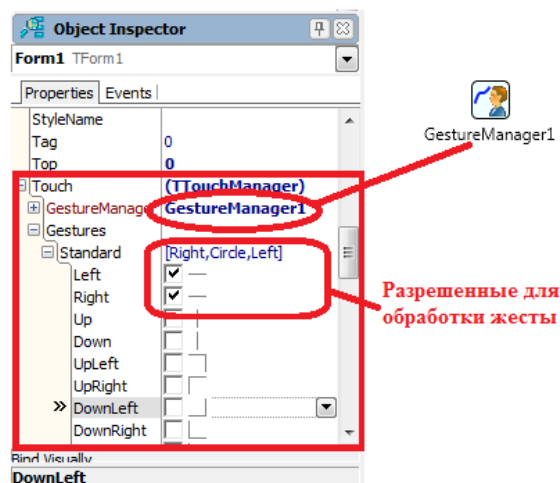 Object Inspector
Form1 TForm1
Properties Events
StyleName
Tag 0
Top 0
Touch (TTouchManager)
GestureManage GestureManager1
Gestures
Standard [Right,Circle,Left]
Left
Right
Up
Down
UpLeft
UpRight
DownLeft
DownRight
Bind Visually
DownLeft
GestureManager1
Разрешенные для
обработки жесты